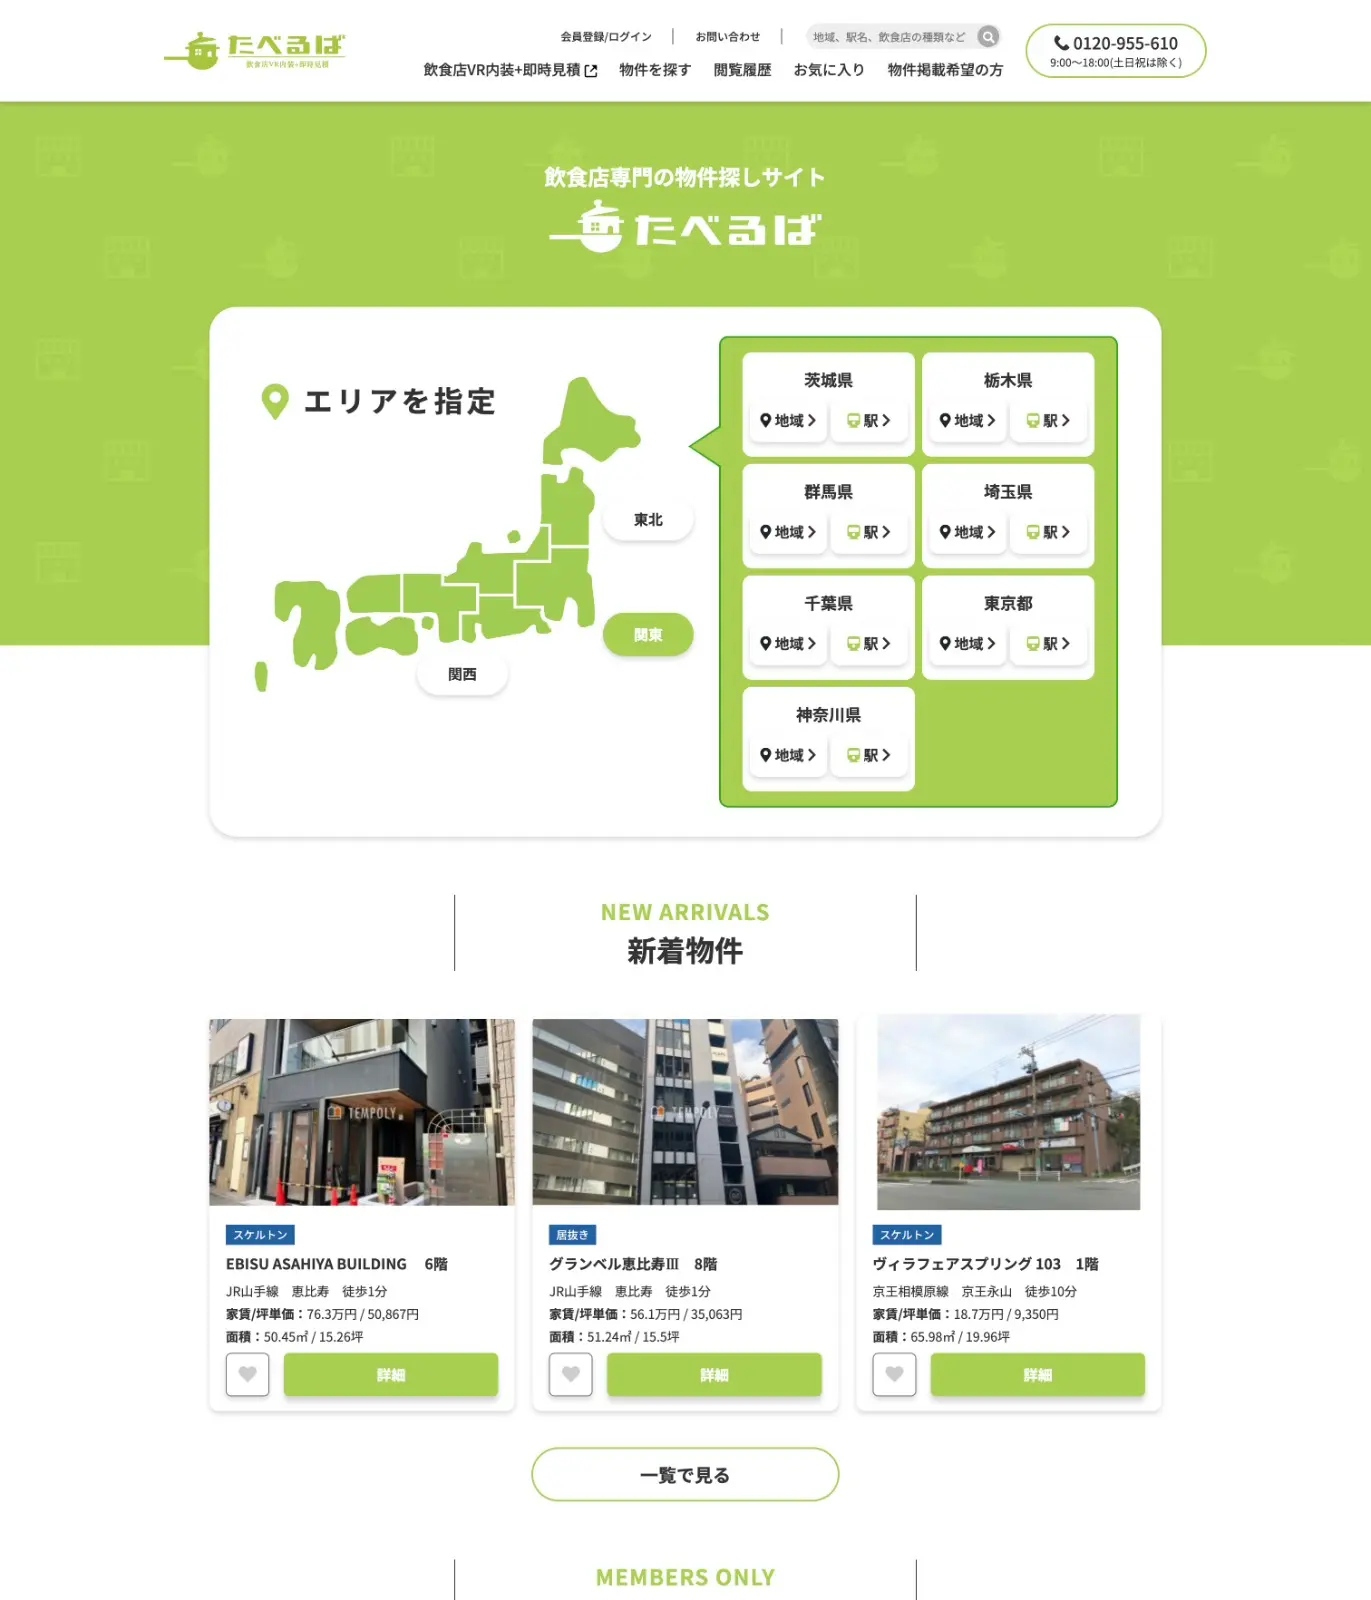 たべるば
飲食店VR内装+即時見積
会員登録/ログイン
お問い合わせ
地域、駅名、飲食店の種類など
飲食店VR内装+即時見積
物件を探す
閲覧履歴
お気に入り
物件掲載希望の方
0120-955-610
9:00〜18:00(土日祝は除く)
飲食店専門の物件探しサイト
たべるば
エリアを指定
東北
関東
関西
茨城県
地域
駅
栃木県
地域
駅
群馬県
地域
駅
埼玉県
地域
駅
千葉県
地域
駅
東京都
地域
駅
神奈川県
地域
駅
NEW ARRIVALS
新着物件
TEMPOLY
スケルトン
EBISU ASAHIYA BUILDING　6階
JR山手線　恵比寿　徒歩1分
家賃/坪単価：76.3万円 / 50,867円
面積：50.45㎡ / 15.26坪
詳細
TEMPOLY
居抜き
グランベル恵比寿Ⅲ　8階
JR山手線　恵比寿　徒歩1分
家賃/坪単価：56.1万円 / 35,063円
面積：51.24㎡ / 15.5坪
詳細
スケルトン
ヴィラフェアスプリング 103　1階
京王相模原線　京王永山　徒歩10分
家賃/坪単価：18.7万円 / 9,350円
面積：65.98㎡ / 19.96坪
詳細
一覧で見る
MEMBERS ONLY